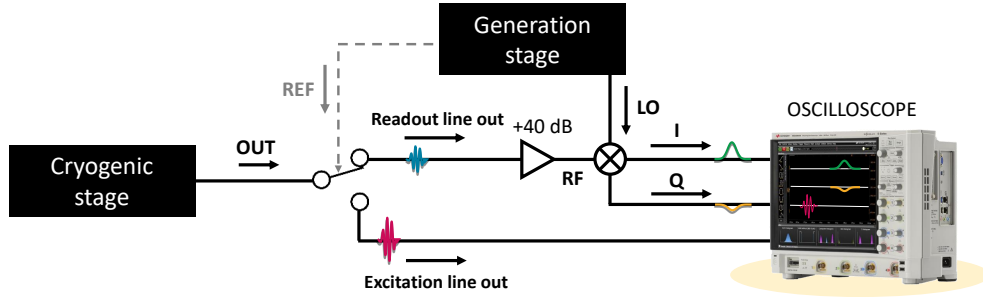 Generation
stage
REF
LO
OSCILLOSCOPE
Readout line out
+40 dB
I
OUT
Cryogenic
stage
RF
Q
Excitation line out